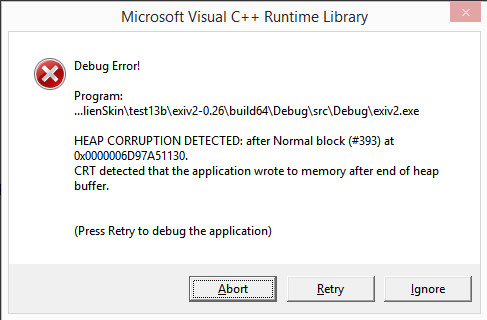 Microsoft Visual C++ Runtime Library
Debug Error!
Program:
...lienSkin\test13b\exiv2-0.26\build64\Debug\src\Debug\exiv2.exe
HEAP CORRUPTION DETECTED: after Normal block (#393) at
0x0000006D97A51130.
CRT detected that the application wrote to memory after end of heap
buffer.
(Press Retry to debug the application)
Abort
Retry
Ignore